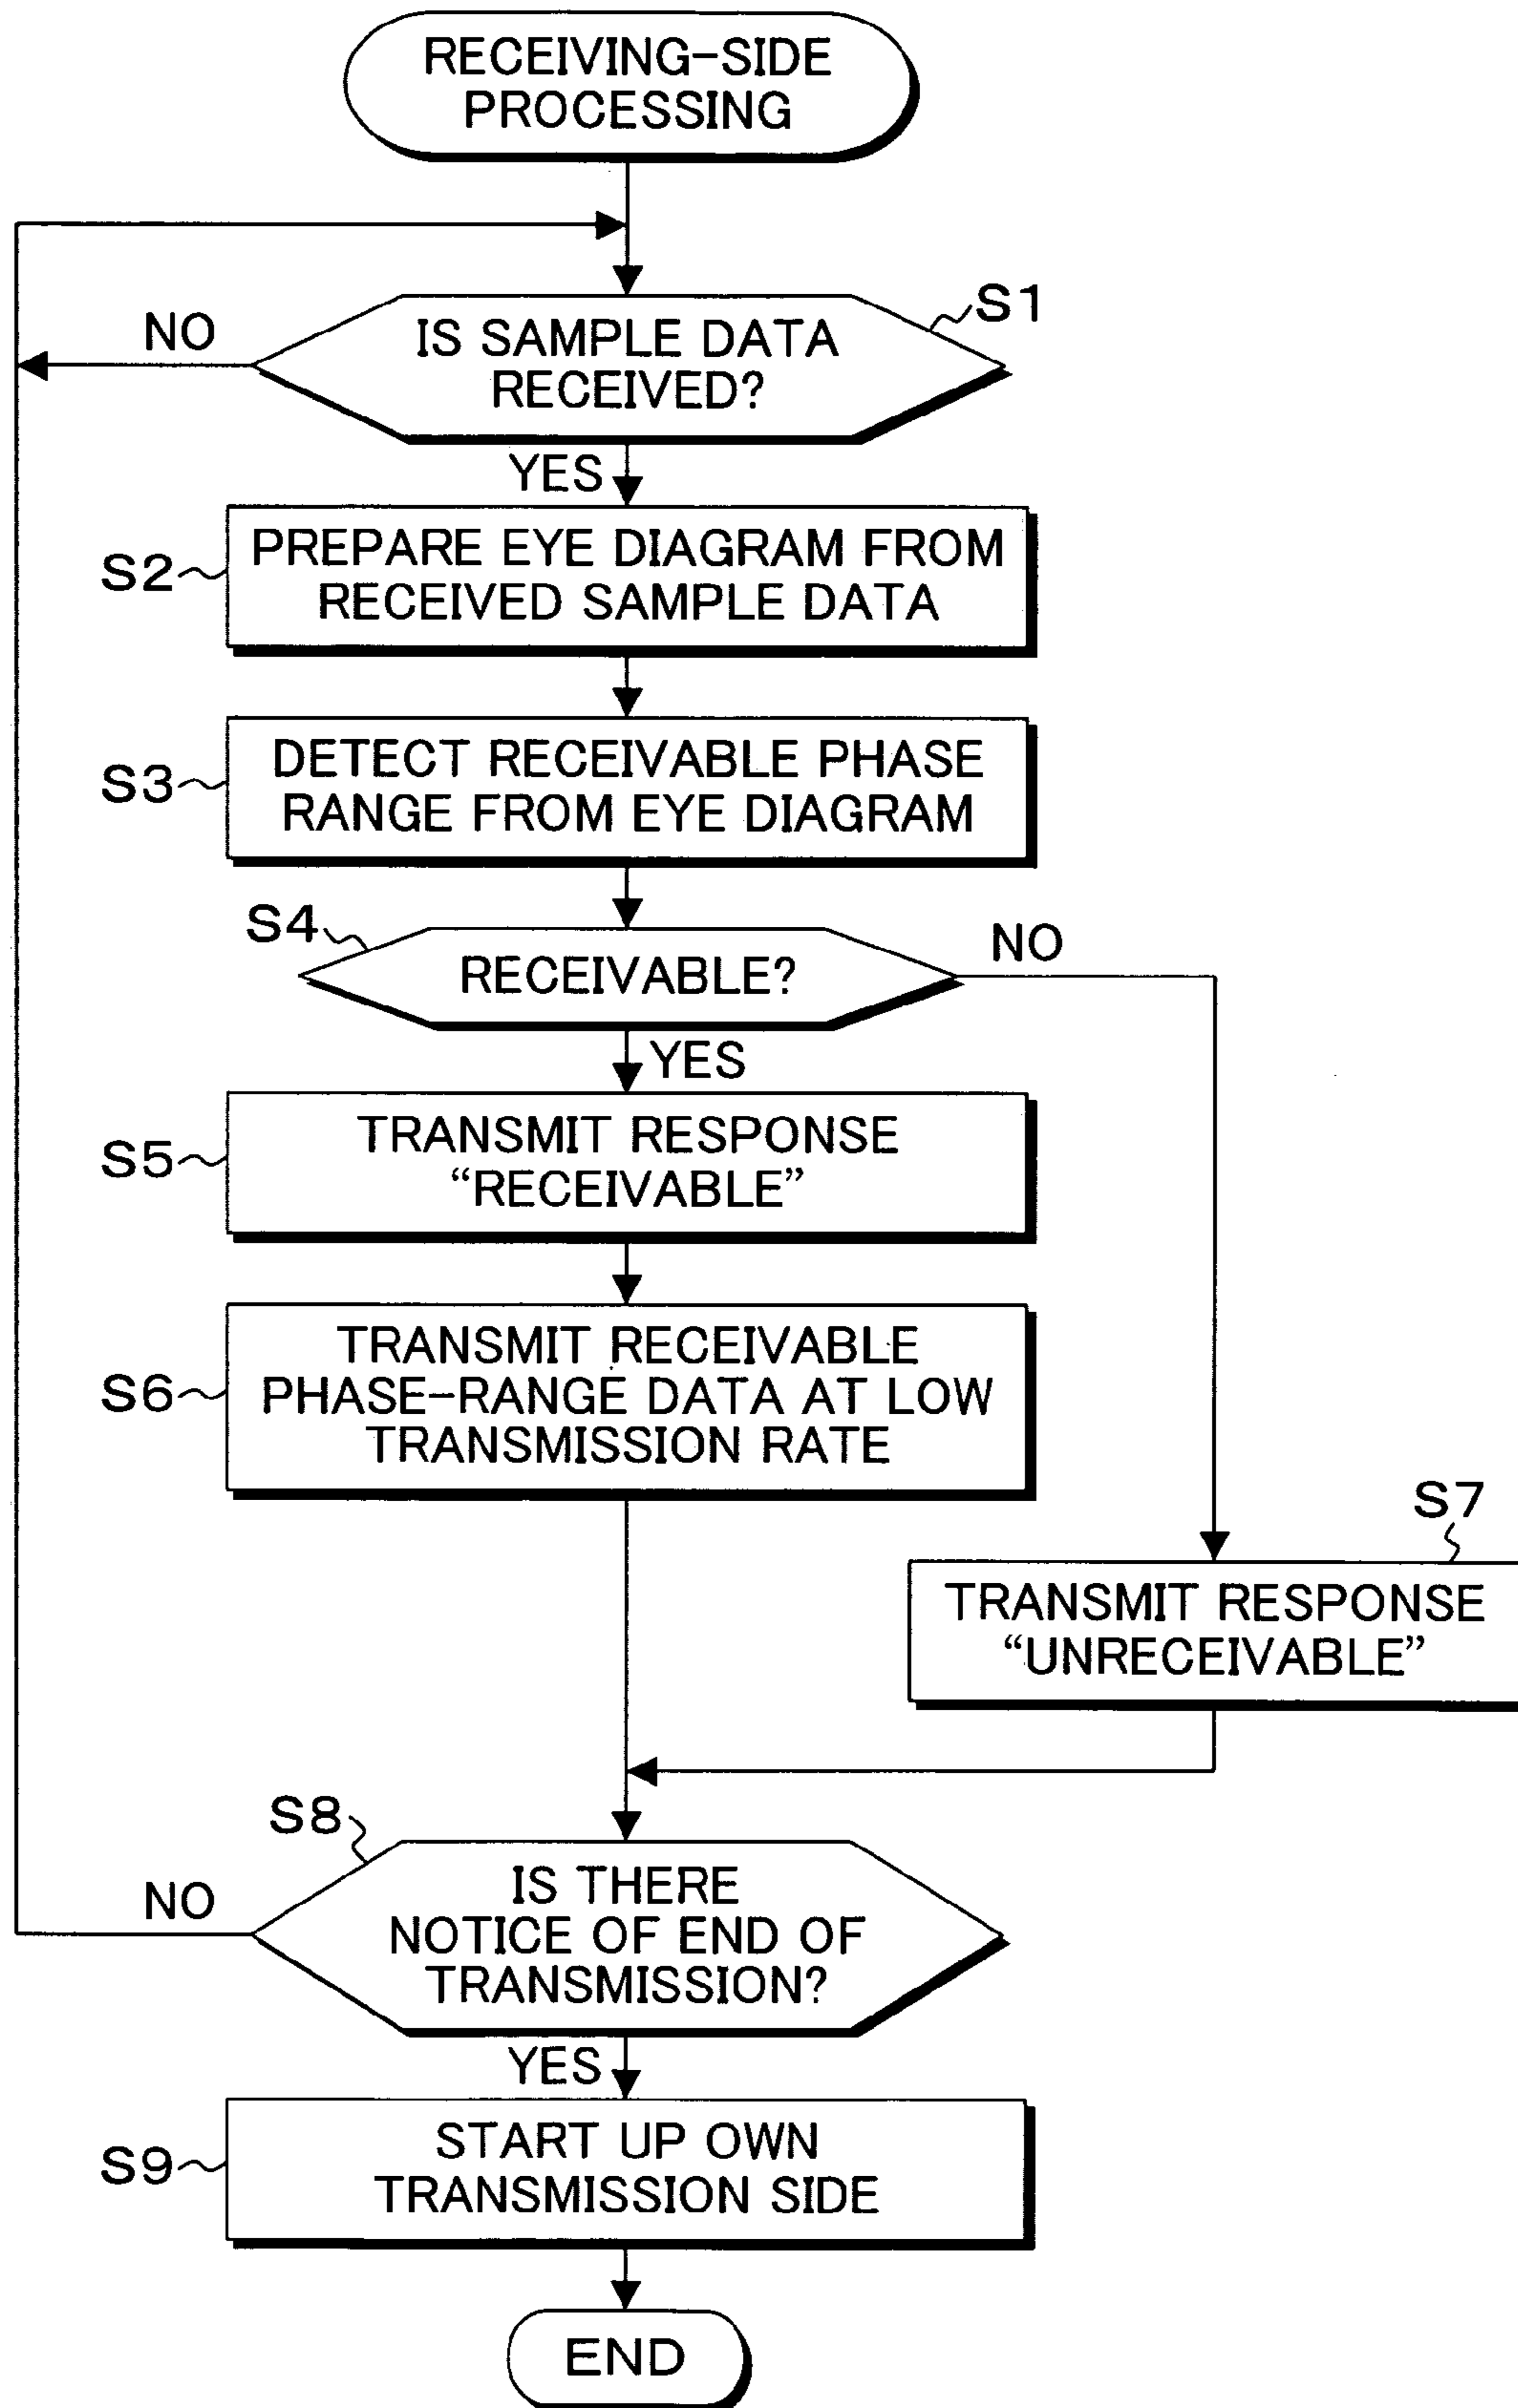 RECEIVING-SIDE
PROCESSING
S1
NO
IS SAMPLE DATA
RECEIVED?
YES
S2
PREPARE EYE DIAGRAM FROM
RECEIVED SAMPLE DATA
S3
DETECT RECEIVABLE PHASE
RANGE FROM EYE DIAGRAM
S4
NO
RECEIVABLE?
YES
S5
TRANSMIT RESPONSE
“RECEIVABLE”
S6
TRANSMIT RECEIVABLE
PHASE-RANGE DATA AT LOW
TRANSMISSION RATE
S7
TRANSMIT RESPONSE
“UNRECEIVABLE”
S8
NO
IS THERE
NOTICE OF END OF
TRANSMISSION?
YES
S9
START UP OWN
TRANSMISSION SIDE
END